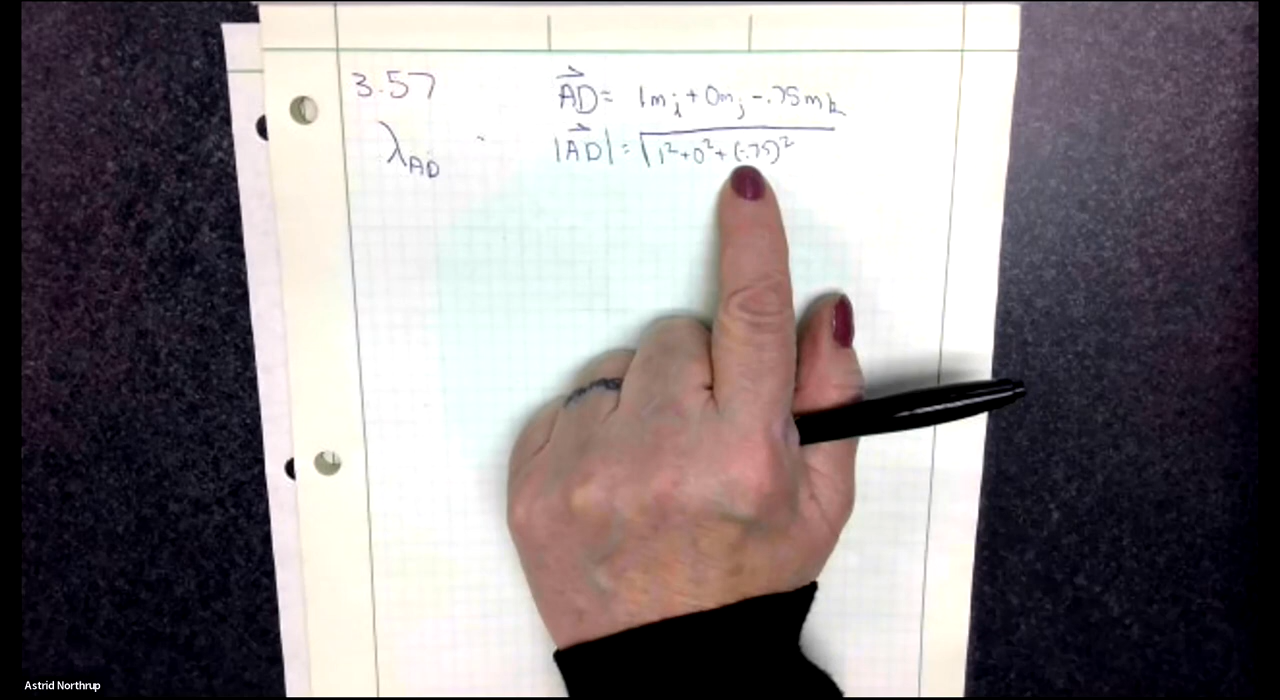 3.57
AD = 1m i + 0m j - .75m k
λAD
|AD| = √1²+0²+(-.75)²
Astrid Northrup